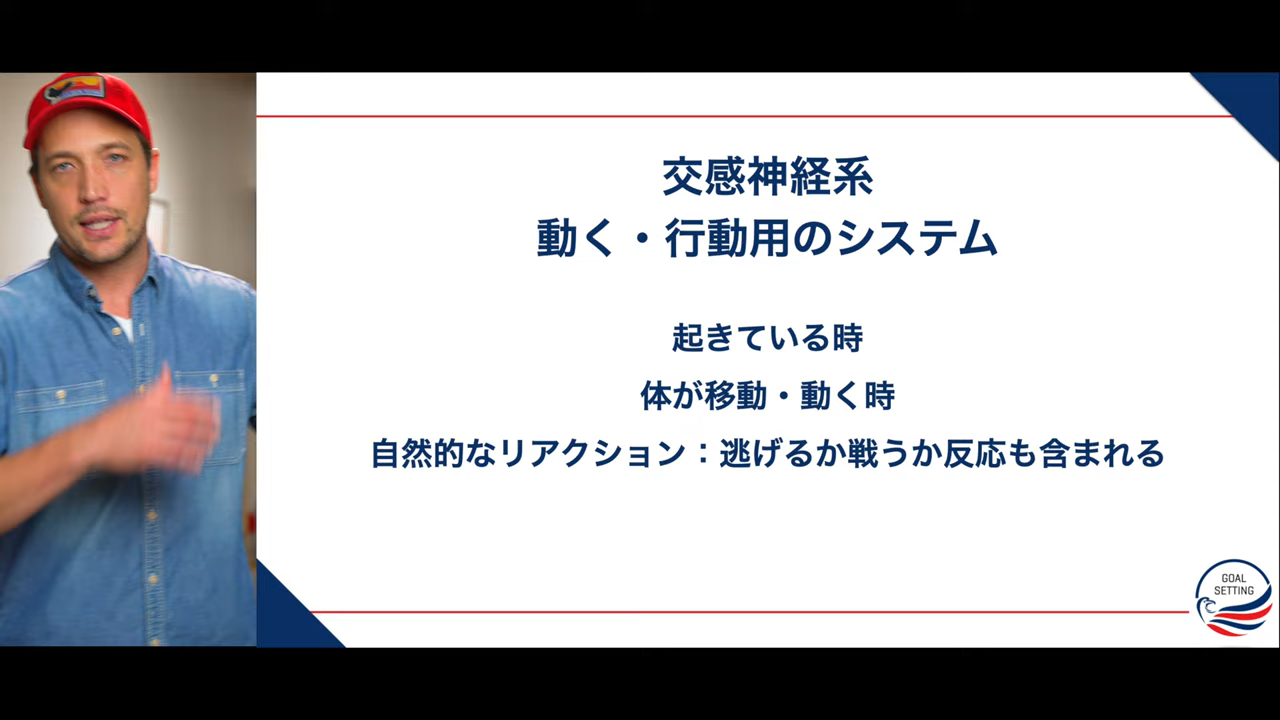 交感神経系
動く・行動用のシステム
起きている時
体が移動・動く時
自然的なリアクション：逃げるか戦うか反応も含まれる
GOAL
SETTING